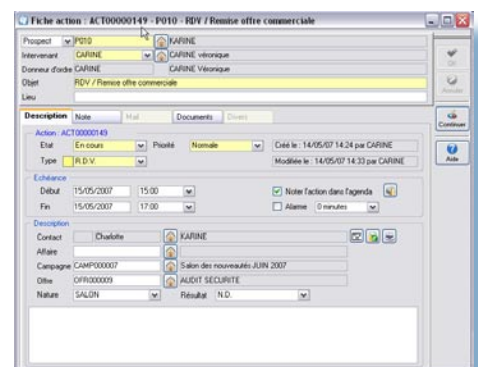 Fiche action : ACT00000149 - P010 - RDV / Remise offre commerciale
Prospect P010 KARINE
Intervenant CARINE CARINE véronique
Donneur d'ordre CARINE CARINE Véronique
Objet RDV / Remise offre commerciale
Lieu
OK
Annuler
Continuer
Aide
Description Note Mail Documents Divers
Action : ACT00000149
Etat En cours Priorité Normale Créé le : 14/05/07 14:24 par CARINE
Type R.D.V. Modifiée le : 14/05/07 14:33 par CARINE
Echéance
Début 15/05/2007 15:00 Noter l'action dans l'agenda
Fin 15/05/2007 17:00 Alarme 0 minutes
Description
Contact Charlotte KARINE
Affaire
Campagne CAMP000007 Salon des nouveautés JUIN 2007
Offre OFR000009 AUDIT SECURITE
Nature SALON Résultat N.D.